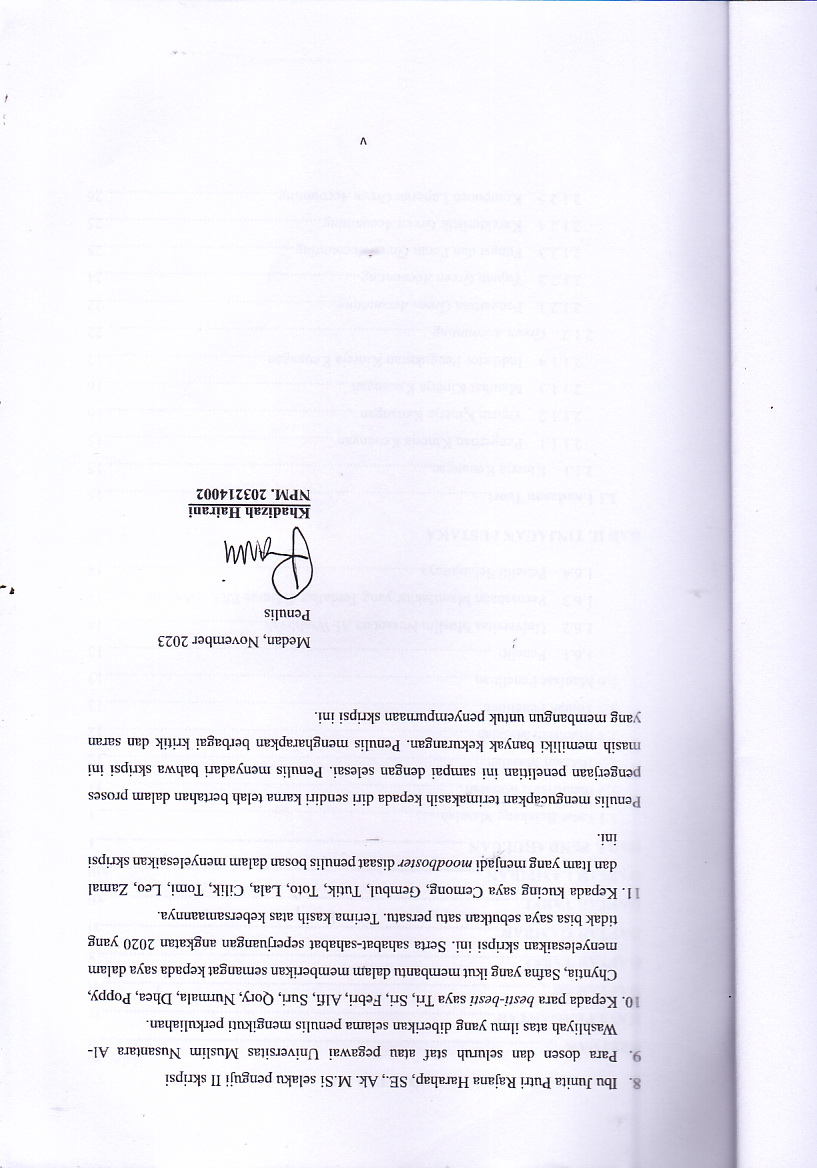 8. Ibu Junita Putri Rajana Harahap, SE., Ak. M.Si selaku penguji II skripsi
9. Para dosen dan seluruh staf atau pegawai Universitas Muslim Nusantara Al-
Washliyah atas ilmu yang diberikan selama penulis mengikuti perkuliahan.
10. Kepada para besti-besti saya Tri, Sri, Febri, Alfi, Suri, Qory, Nurmala, Dhea, Poppy,
Chyntia, Safna yang ikut membantu dalam memberikan semangat kepada saya dalam
menyelesaikan skripsi ini. Serta sahabat-sahabat seperjuangan angkatan 2020 yang
tidak bisa saya sebutkan satu persatu. Terima kasih atas kebersamaannya.
11. Kepada kucing saya Cemong, Gembul, Tutik, Toto, Lala, Cilik, Tomi, Leo, Zamal
dan Itam yang menjadi moodboster disaat penulis bosan dalam menyelesaikan skripsi
ini.
Penulis mengucapkan terimakasih kepada diri sendiri karna telah bertahan dalam proses
pengerjaan penelitian ini sampai dengan selesai. Penulis menyadari bahwa skripsi ini
masih memiliki banyak kekurangan. Penulis mengharapkan berbagai kritik dan saran
yang membangun untuk penyempurnaan skripsi ini.
Medan, November 2023
Penulis
Khadizah Hairani
NPM. 203214002
v